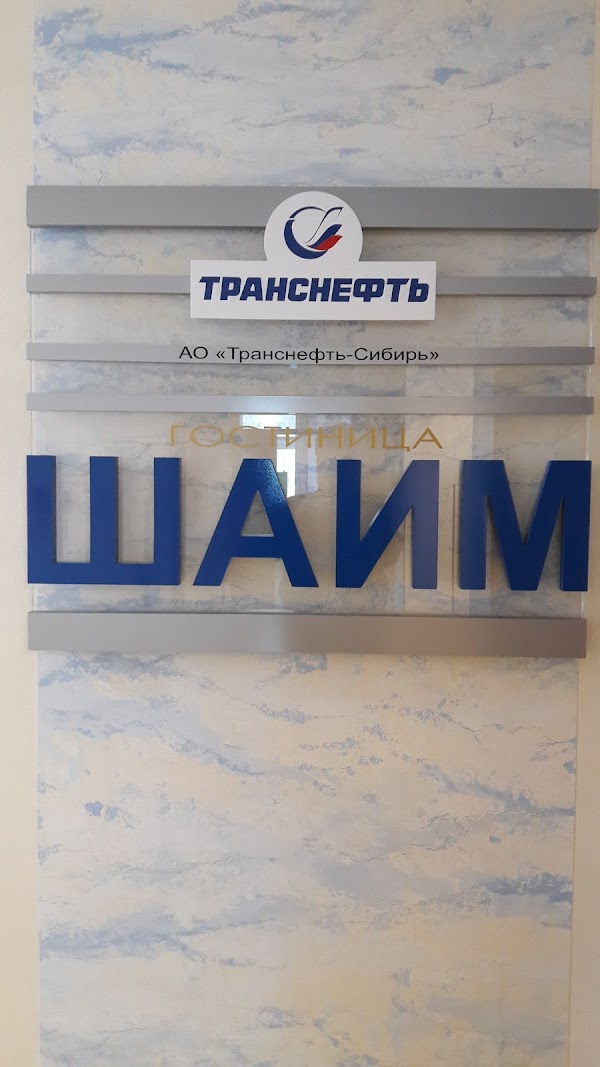 ТРАНСНЕФТЬ
АО «Транснефть-Сибирь»
ГОСТИНИЦА
ШАИМ